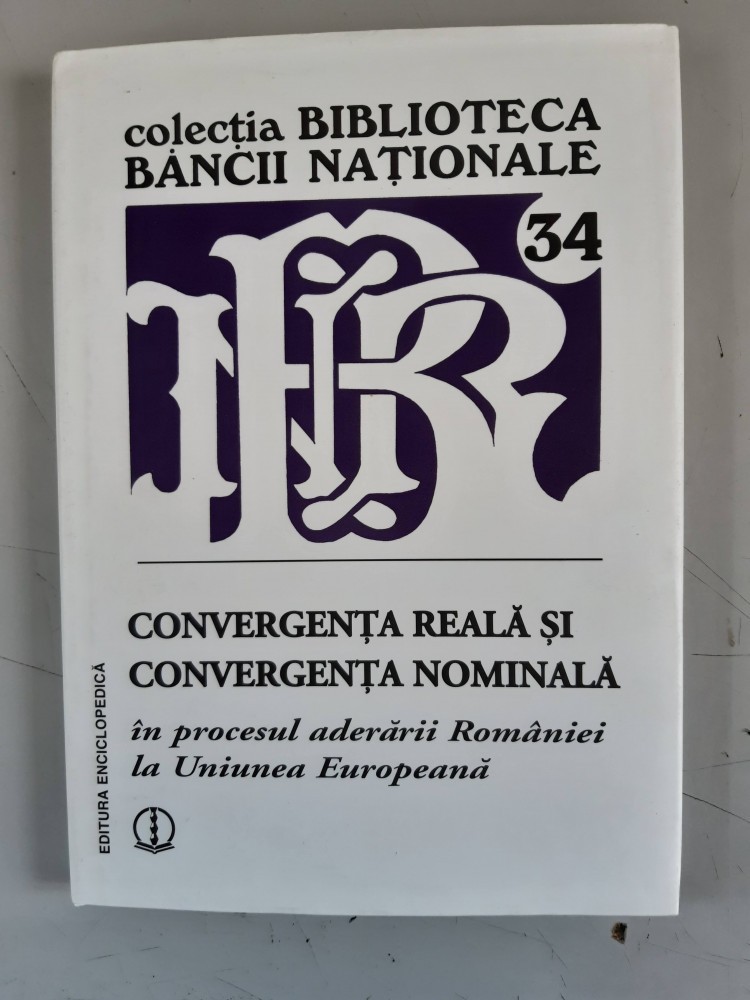 colecția BIBLIOTECA
BĂNCII NAȚIONALE
34
BNR
CONVERGENȚA REALĂ ȘI
CONVERGENȚA NOMINALĂ
în procesul aderării României
la Uniunea Europeană
EDITURA ENCICLOPEDICĂ